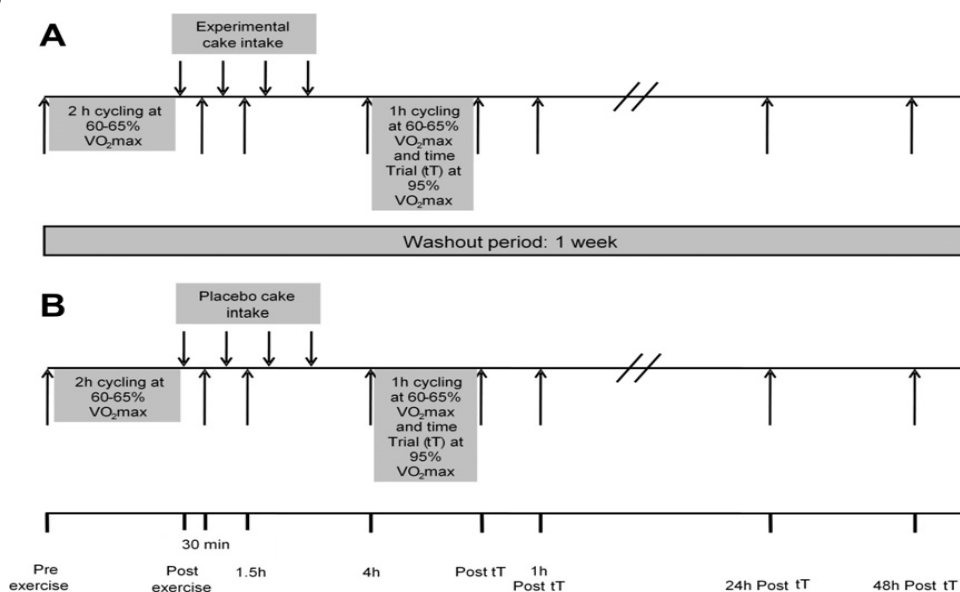 A
Experimental
cake intake
2 h cycling at
60-65%
VO₂max
1h cycling
at 60-65%
VO₂max
and time
Trial (tT) at
95%
VO₂max
Washout period: 1 week
B
Placebo cake
intake
2h cycling at
60-65%
VO₂max
1h cycling
at 60-65%
VO₂max
and time
Trial (tT) at
95%
VO₂max
30 min
Pre
exercise
Post
exercise
1.5h
4h
Post tT
1h
Post tT
24h Post tT
48h Post tT